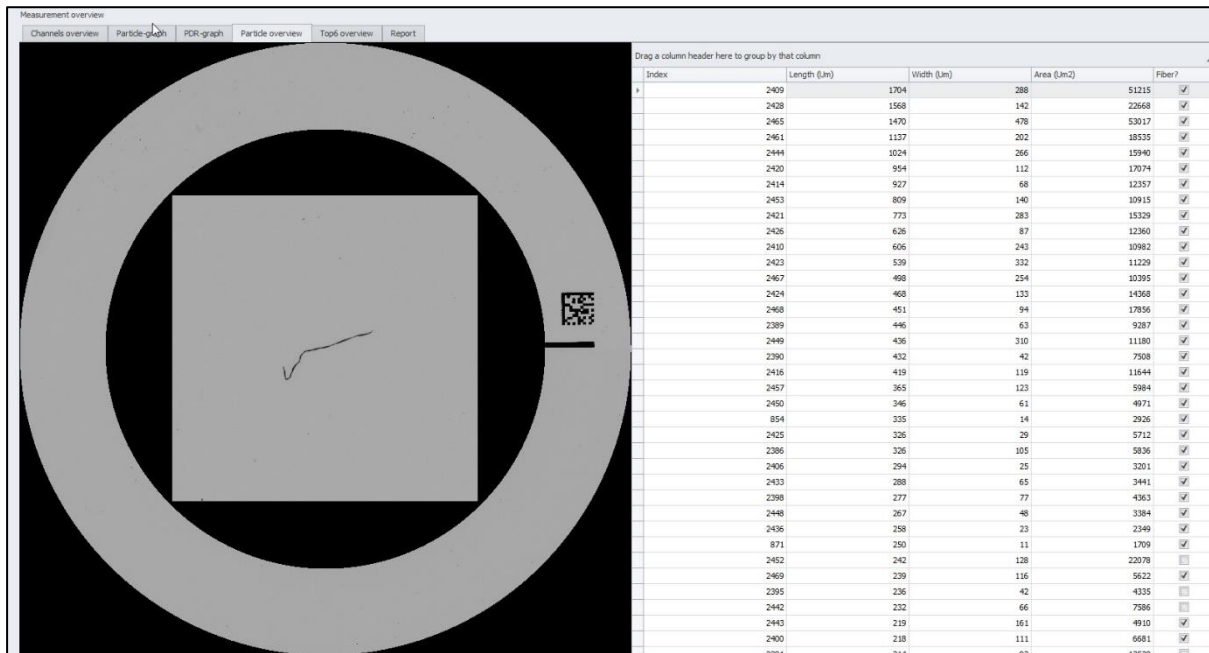 Measurement overview
Channels overview Particle-graph PDR-graph Particle overview Top6 overview Report
Drag a column header here to group by that column
Index Length (Um) Width (Um) Area (Um2) Fiber?
2409 1704 288 51215
2428 1568 142 22668
2465 1470 478 53017
2461 1137 202 18535
2444 1024 266 15940
2420 954 112 17074
2414 927 68 12357
2453 809 140 10915
2421 773 283 15329
2426 626 87 12360
2410 606 243 10982
2423 539 332 11229
2467 498 254 10395
2424 468 133 14368
2468 451 94 17856
2389 446 63 9287
2449 436 310 11180
2390 432 42 7508
2416 419 119 11644
2457 365 123 5984
2450 346 61 4971
854 335 14 2926
2425 326 29 5712
2386 326 105 5836
2406 294 25 3201
2433 288 65 3441
2398 277 77 4363
2448 267 48 3384
2436 258 23 2349
871 250 11 1709
2452 242 128 22078
2469 239 116 5622
2395 236 42 4335
2442 232 66 7586
2443 219 161 4910
2400 218 111 6681